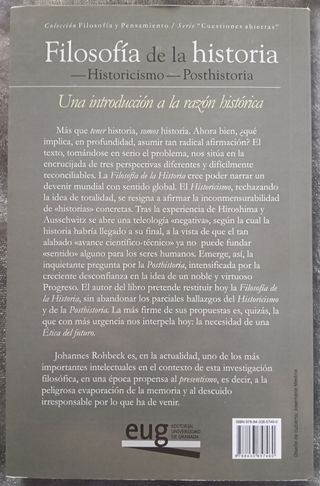 Colección Filosofía y Pensamiento / Serie "Cuestiones abiertas"
Filosofía de la historia
—Historicismo—Posthistoria
Una introducción a la razón histórica
Más que tener historia, somos historia. Ahora bien, ¿qué
implica, en profundidad, asumir tan radical afirmación? El
texto, tomándose en serio el problema, nos sitúa en la
encrucijada de tres perspectivas diferentes y difícilmente
reconciliables. La Filosofía de la Historia cree poder narrar un
devenir mundial con sentido global. El Historicismo, rechazando
la idea de totalidad, se resigna a afirmar la inconmensurabilidad
de «historias» concretas. Tras la experiencia de Hiroshima y
Auschwitz se abre una teleología «negativa», según la cual la
historia habría llegado a su final, a la vista de que el tan
alabado «avance científico-técnico» ya no puede fundar
«sentido» alguno para los seres humanos. Emerge, así, la
inquietante pregunta por la Posthistoria, intensificada por la
creciente desconfianza en la idea de un noble y virtuoso
Progreso. El autor del libro pretende restituir hoy la Filosofía de
la Historia, sin abandonar los parciales hallazgos del Historicismo
y de la Posthistoria. La más firme de sus propuestas es, quizás, la
que con más urgencia nos interpela hoy: la necesidad de una
Ética del futuro.
Johannes Rohbeck es, en la actualidad, uno de los más
importantes intelectuales en el contexto de esta investigación
filosófica, en una época propensa al presentismo, es decir, a la
peligrosa evaporación de la memoria y al descuido
irresponsable por lo que ha de venir.
eug
EDITORIAL
UNIVERSIDAD
DE GRANADA